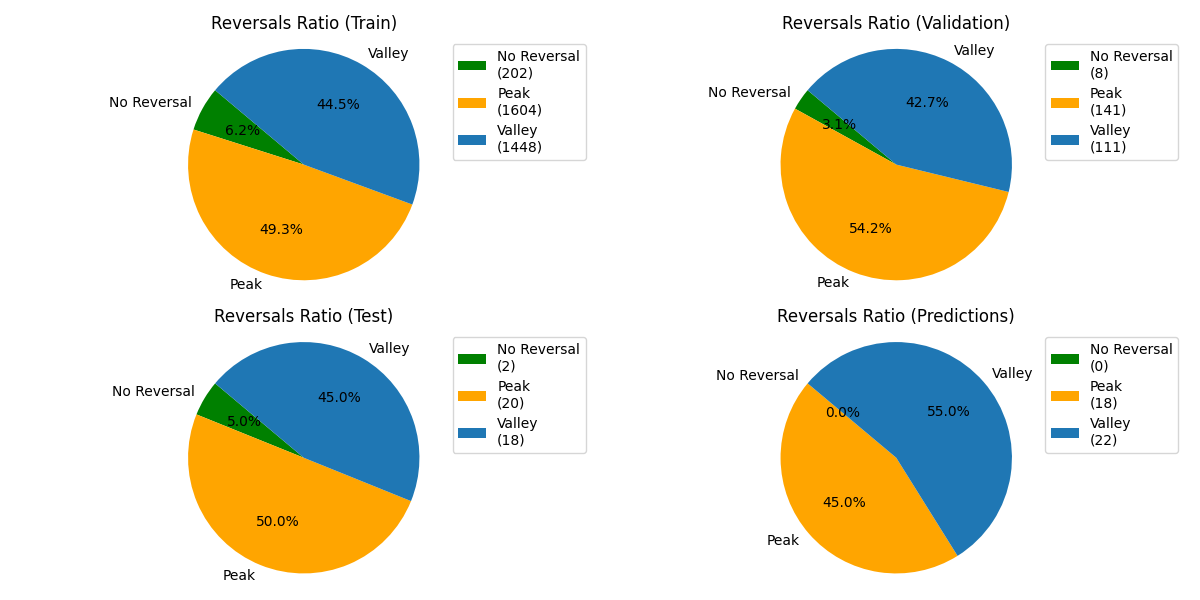 Reversals Ratio (Train)
Valley
No Reversal
44.5%
6.2%
49.3%
Peak
No Reversal
(202)
Peak
(1604)
Valley
(1448)
Reversals Ratio (Validation)
Valley
No Reversal
42.7%
3.1%
54.2%
Peak
No Reversal
(8)
Peak
(141)
Valley
(111)
Reversals Ratio (Test)
Valley
No Reversal
45.0%
5.0%
50.0%
Peak
No Reversal
(2)
Peak
(20)
Valley
(18)
Reversals Ratio (Predictions)
Valley
No Reversal
55.0%
0.0%
45.0%
Peak
No Reversal
(0)
Peak
(18)
Valley
(22)